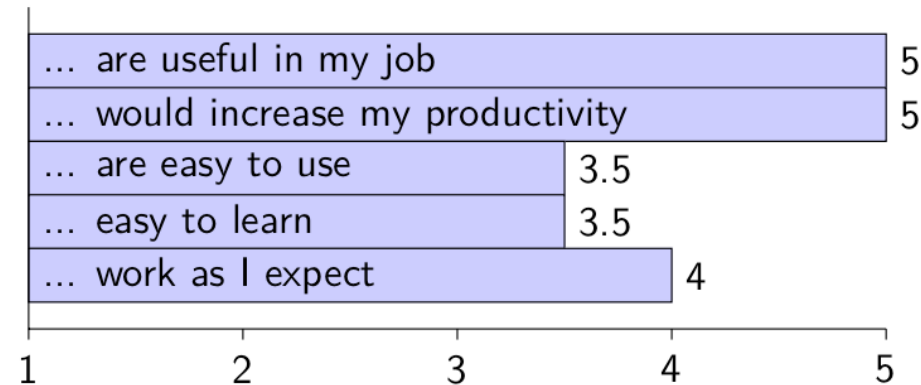 ... are useful in my job 5
... would increase my productivity 5
... are easy to use 3.5
... easy to learn 3.5
... work as I expect 4
1 2 3 4 5